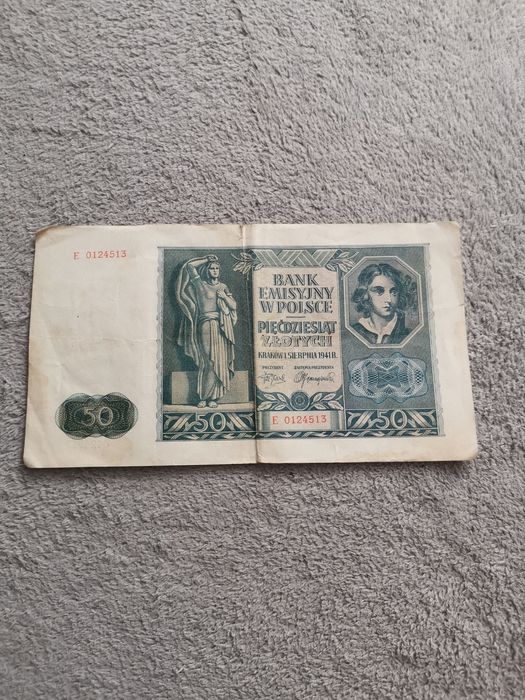 E 0124513
BANK
EMISYJNY
W POLSCE
PIĘĆDZIESIĄT
ZŁOTYCH
KRAKÓW 1. SIERPNIA 1941 R.
PREZYDENT ZASTĘPCA PREZYDENTA
E 0124513
50
50
50